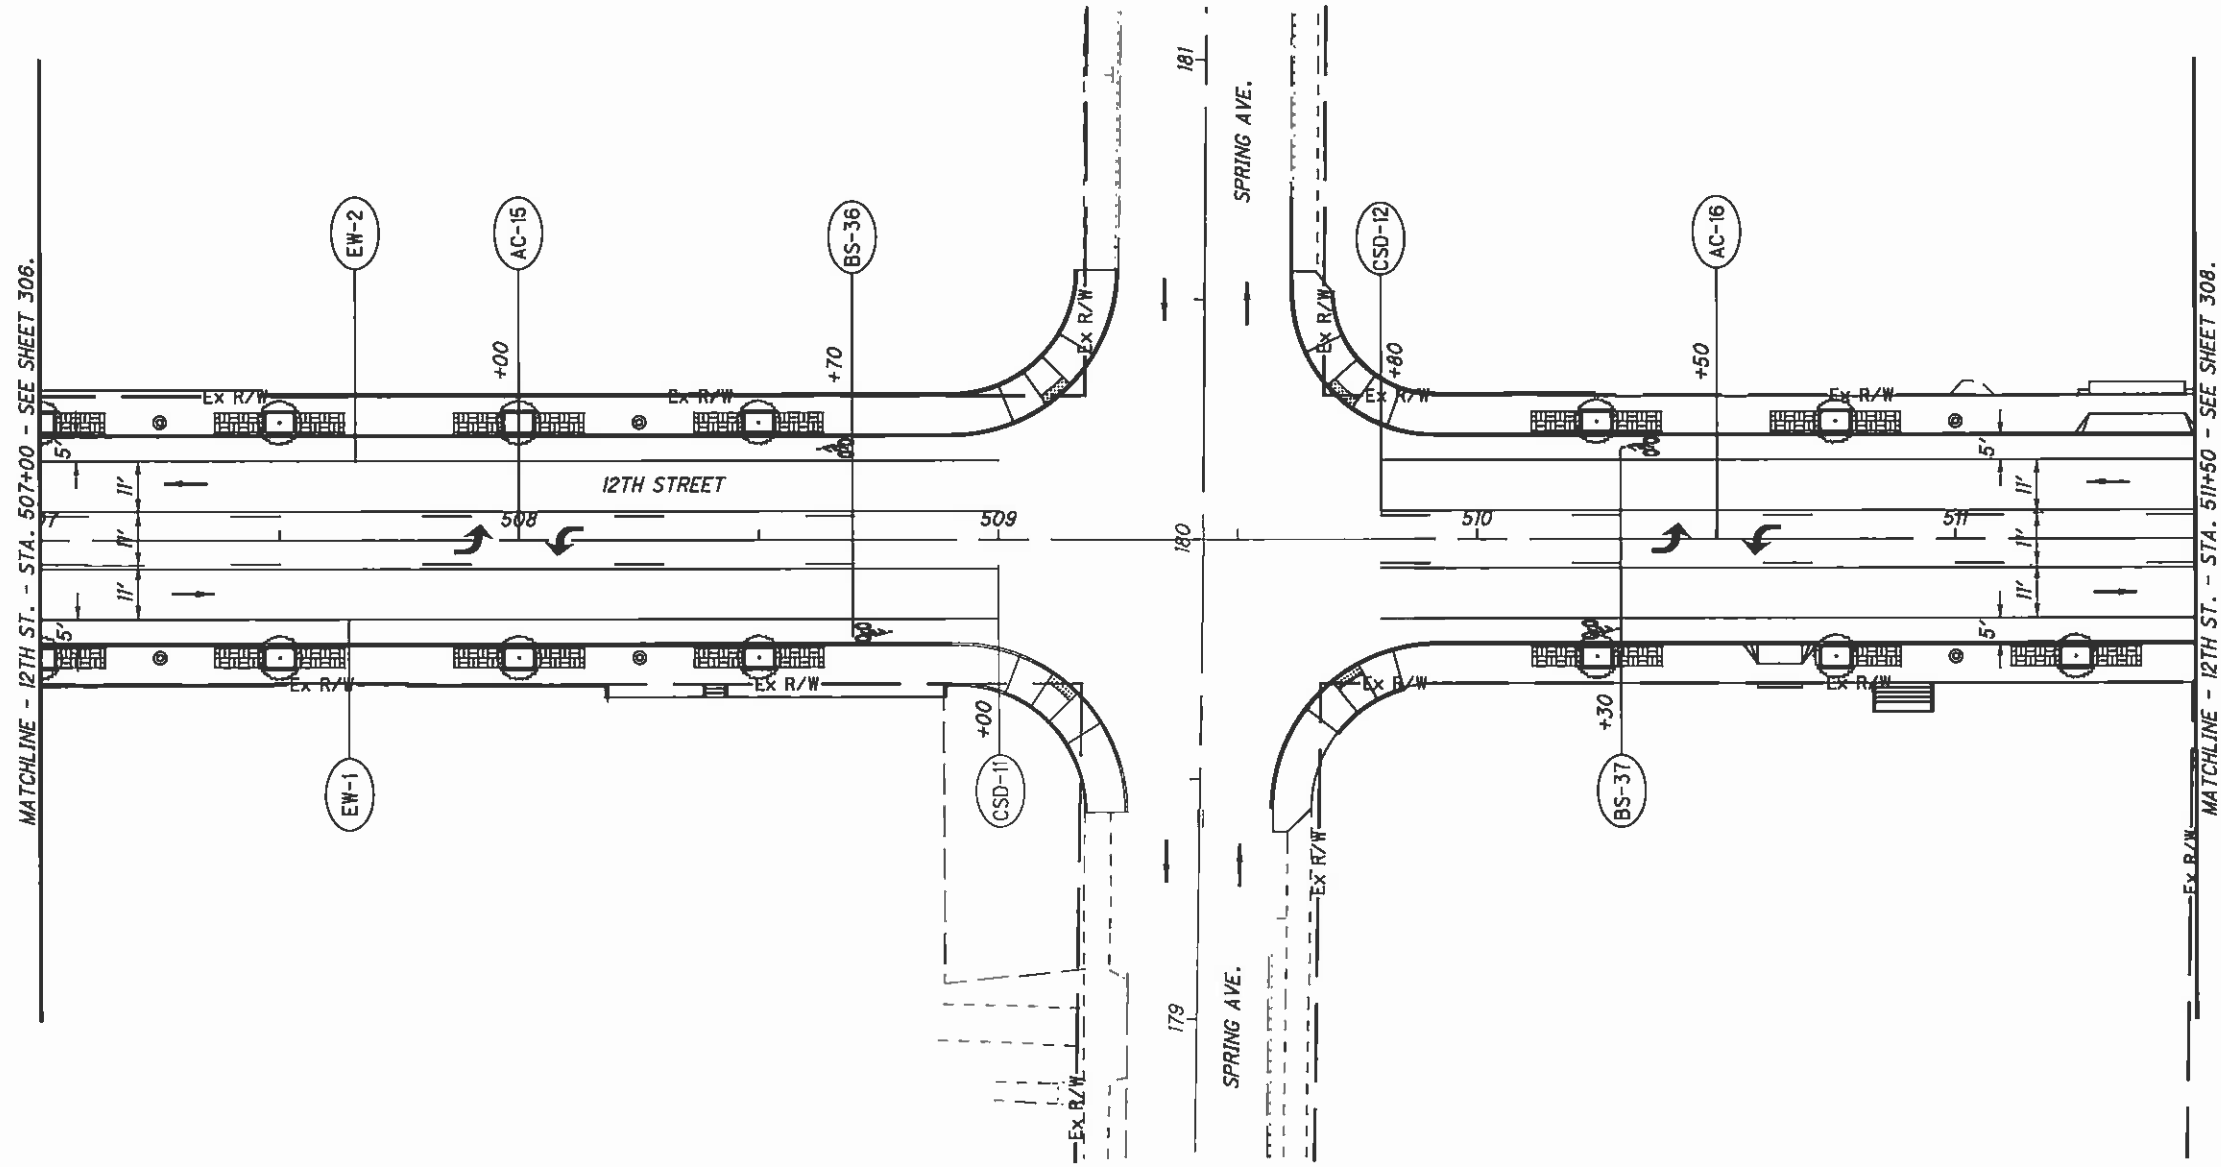 MATCHLINE - 12TH ST. - STA. 507+00 - SEE SHEET 306.
EW-2
AC-15
BS-36
181
SPRING AVE.
CSD-12
AC-16
+00
+70
+80
+50
Ex R/W
Ex R/W
Ex R/W
Ex R/W
Ex R/W
Ex R/W
5'
5'
11'
12TH STREET
11'
7
508
509
180
510
511
11'
11'
11'
11'
5'
5'
Ex R/W
Ex R/W
Ex R/W
Ex R/W
+00
+30
EW-1
CSD-11
BS-37
Ex R/W
Ex R/W
179
SPRING AVE.
Ex R/W
MATCHLINE - 12TH ST. - STA. 511+50 - SEE SHEET 308.